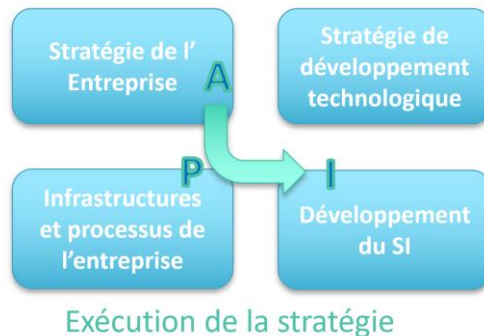 Stratégie de l'
Entreprise
A
Stratégie de
développement
technologique
P
I
Infrastructures
et processus de
l'entreprise
Développement
du SI
Exécution de la stratégie